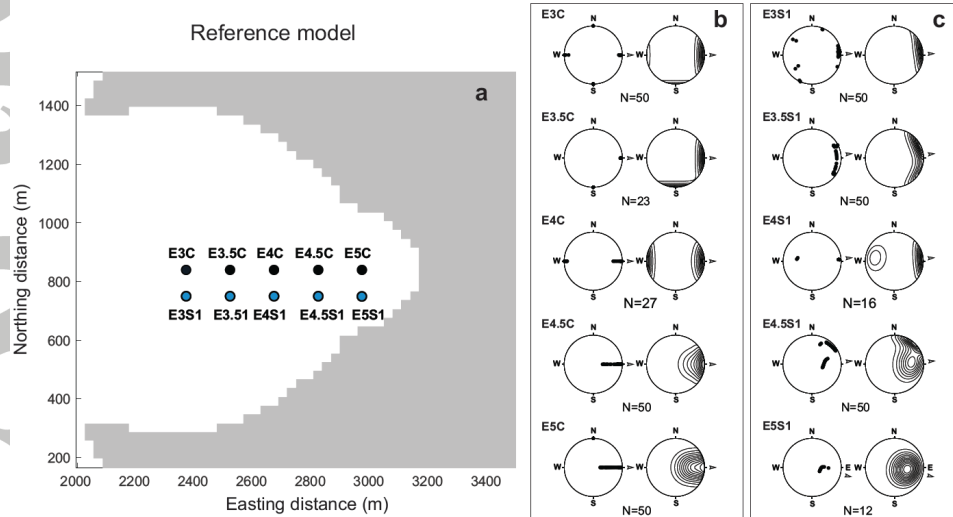 Reference model
a
1400
1200
1000
800
600
400
200
2000 2200 2400 2600 2800 3000 3200 3400
Northing distance (m)
Easting distance (m)
E3C E3.5C E4C E4.5C E5C
E3S1 E3.51 E4S1 E4.5S1 E5S1
b
E3C
N N
W W
S S
N=50
E3.5C
N N
W W
S S
N=23
E4C
N N
W W
S S
N=27
E4.5C
N N
W W
S S
N=50
E5C
N N
W W
S S
N=50
c
E3S1
N N
W W
S S
N=50
E3.5S1
N N
W W
S S
N=50
E4S1
N N
W W
S S
N=16
E4.5S1
N N
W W
S S
N=50
E5S1
N N
W W E
S S
N=12